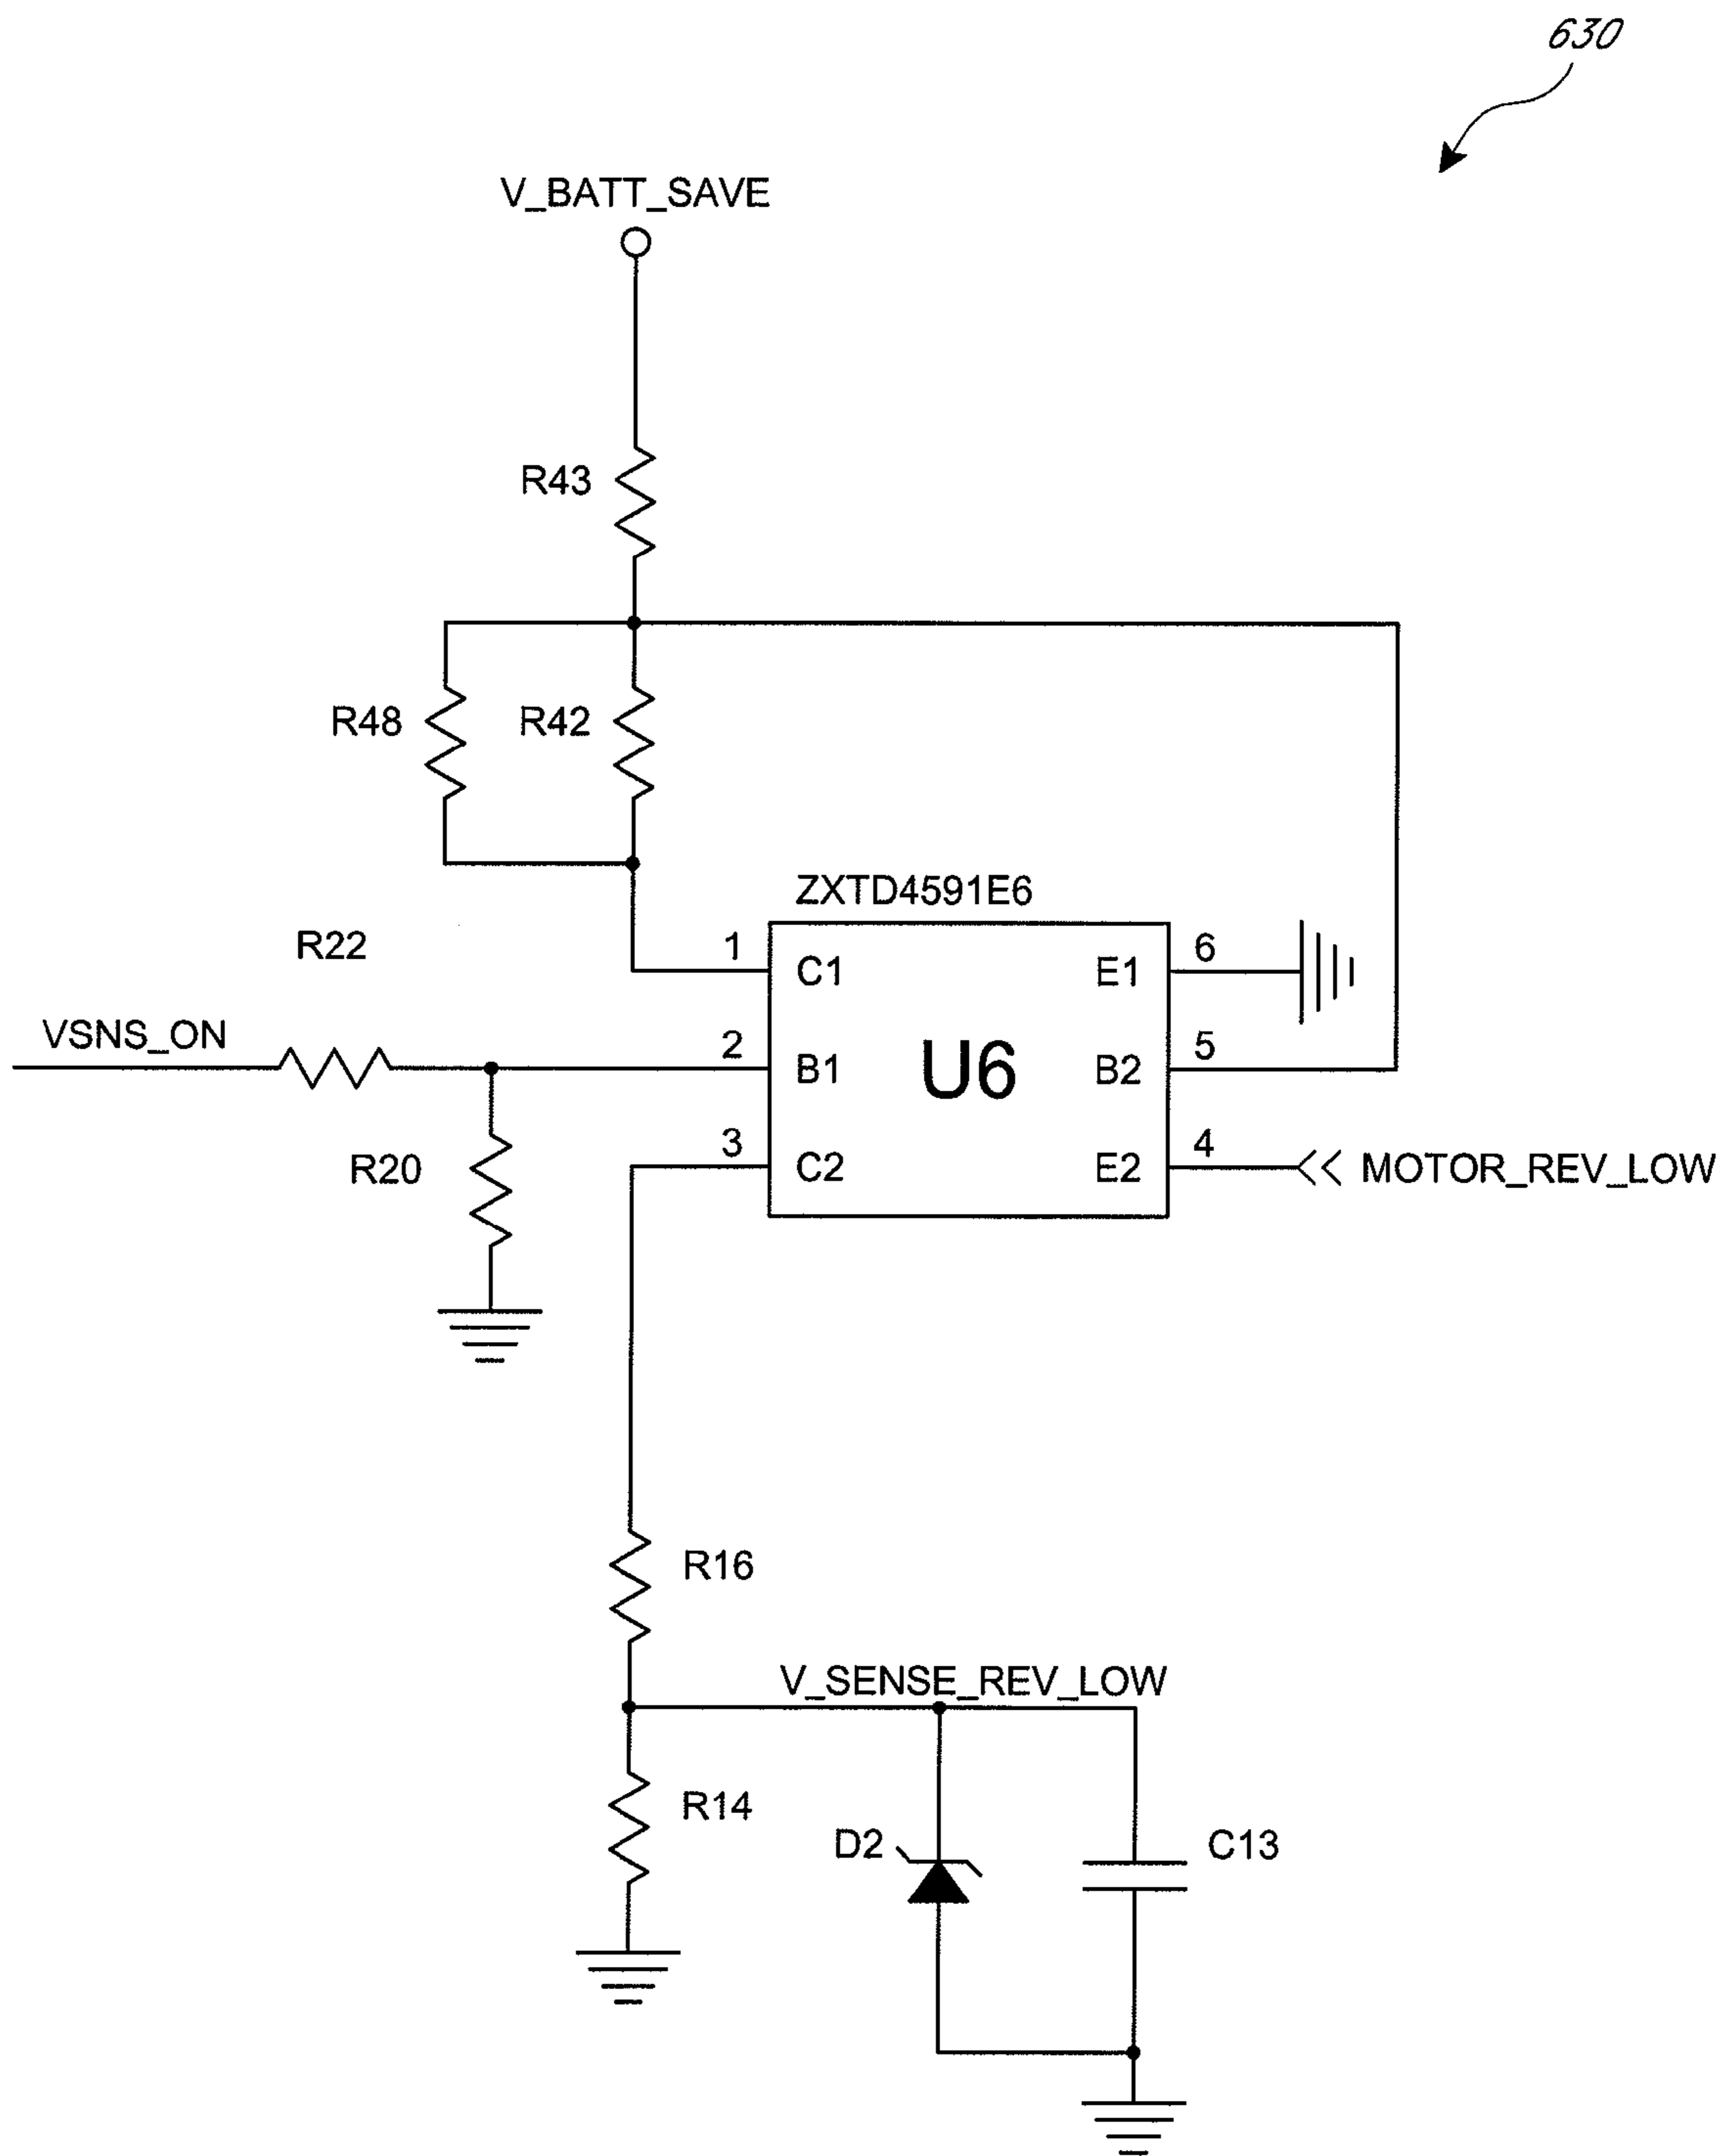 630
V_BATT_SAVE
R43
R48
R42
ZXTD4591E6
R22
1
C1
E1
6
VSNS_ON
2
B1
U6
B2
5
R20
3
C2
E2
4
MOTOR_REV_LOW
R16
V_SENSE_REV_LOW
R14
D2
C13